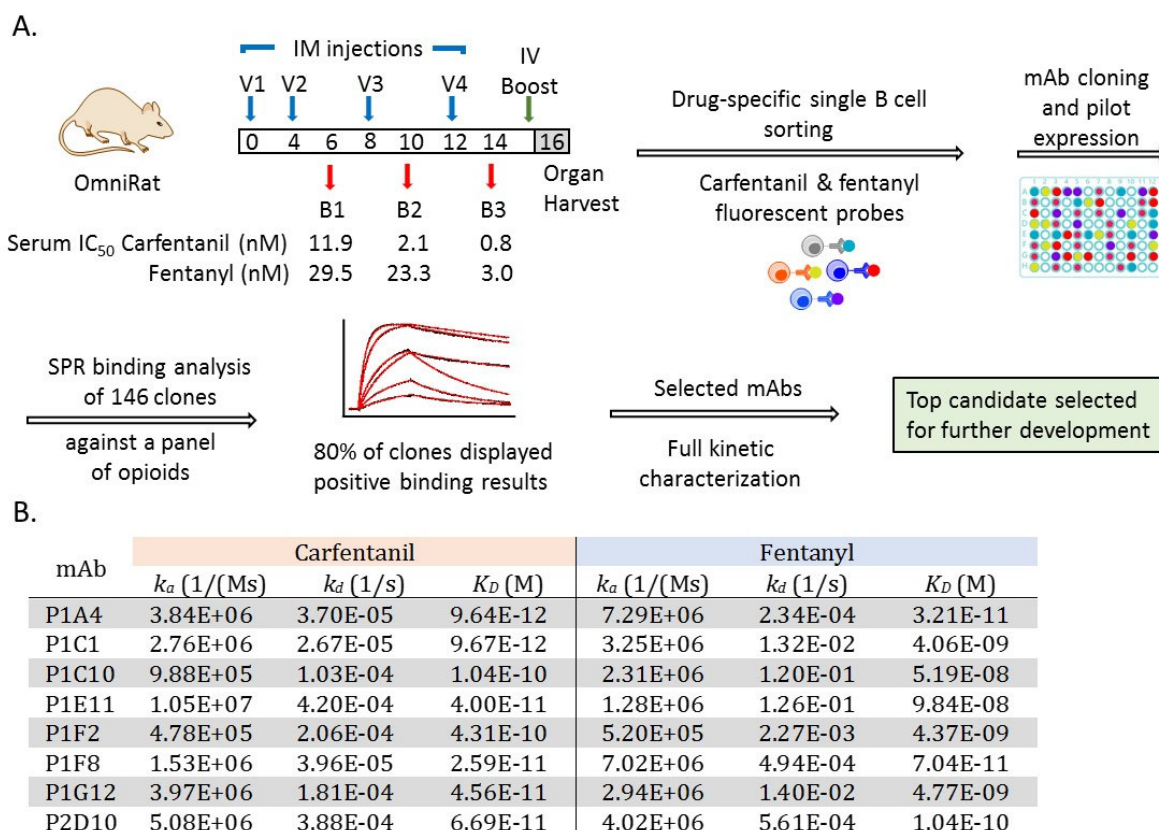 A.
IM injections
IV
Boost
V1 V2 V3 V4
0 4 6 8 10 12 14 16
OmniRat
Organ
Harvest
B1 B2 B3
Serum IC50 Carfentanil (nM) 11.9 2.1 0.8
Fentanyl (nM) 29.5 23.3 3.0
Drug-specific single B cell
sorting
Carfentanil & fentanyl
fluorescent probes
mAb cloning
and pilot
expression
1 2 3 4 5 6 7 8 9 10 11 12
A
B
C
D
E
F
G
H
SPR binding analysis
of 146 clones
against a panel
of opioids
80% of clones displayed
positive binding results
Selected mAbs
Full kinetic
characterization
Top candidate selected
for further development
B.
mAb Carfentanil Fentanyl
ka (1/(Ms) kd (1/s) KD (M) ka (1/(Ms) kd (1/s) KD (M)
P1A4 3.84E+06 3.70E-05 9.64E-12 7.29E+06 2.34E-04 3.21E-11
P1C1 2.76E+06 2.67E-05 9.67E-12 3.25E+06 1.32E-02 4.06E-09
P1C10 9.88E+05 1.03E-04 1.04E-10 2.31E+06 1.20E-01 5.19E-08
P1E11 1.05E+07 4.20E-04 4.00E-11 1.28E+06 1.26E-01 9.84E-08
P1F2 4.78E+05 2.06E-04 4.31E-10 5.20E+05 2.27E-03 4.37E-09
P1F8 1.53E+06 3.96E-05 2.59E-11 7.02E+06 4.94E-04 7.04E-11
P1G12 3.97E+06 1.81E-04 4.56E-11 2.94E+06 1.40E-02 4.77E-09
P2D10 5.08E+06 3.88E-04 6.69E-11 4.02E+06 5.61E-04 1.04E-10